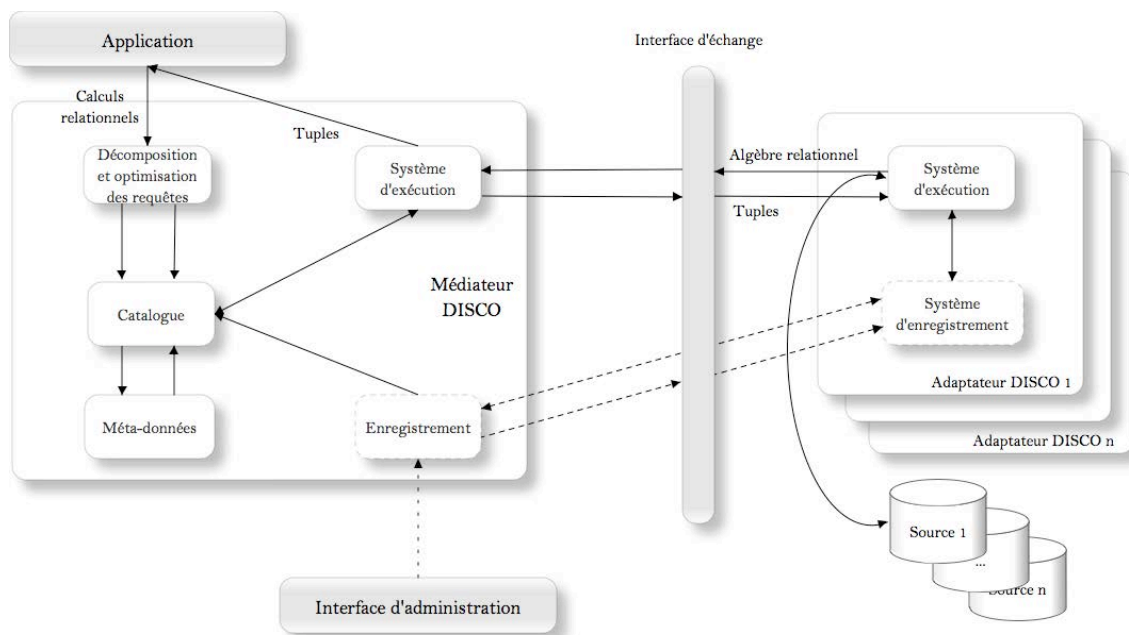 Application
Interface d'échange
Calculs
relationnels
Tuples
Décomposition
et optimisation
des requêtes
Système
d'exécution
Algèbre relationnel
Tuples
Système
d'exécution
Catalogue
Médiateur
DISCO
Système
d'enregistrement
Adaptateur DISCO 1
Méta-données
Enregistrement
Adaptateur DISCO n
Source 1
...
Source n
Interface d'administration